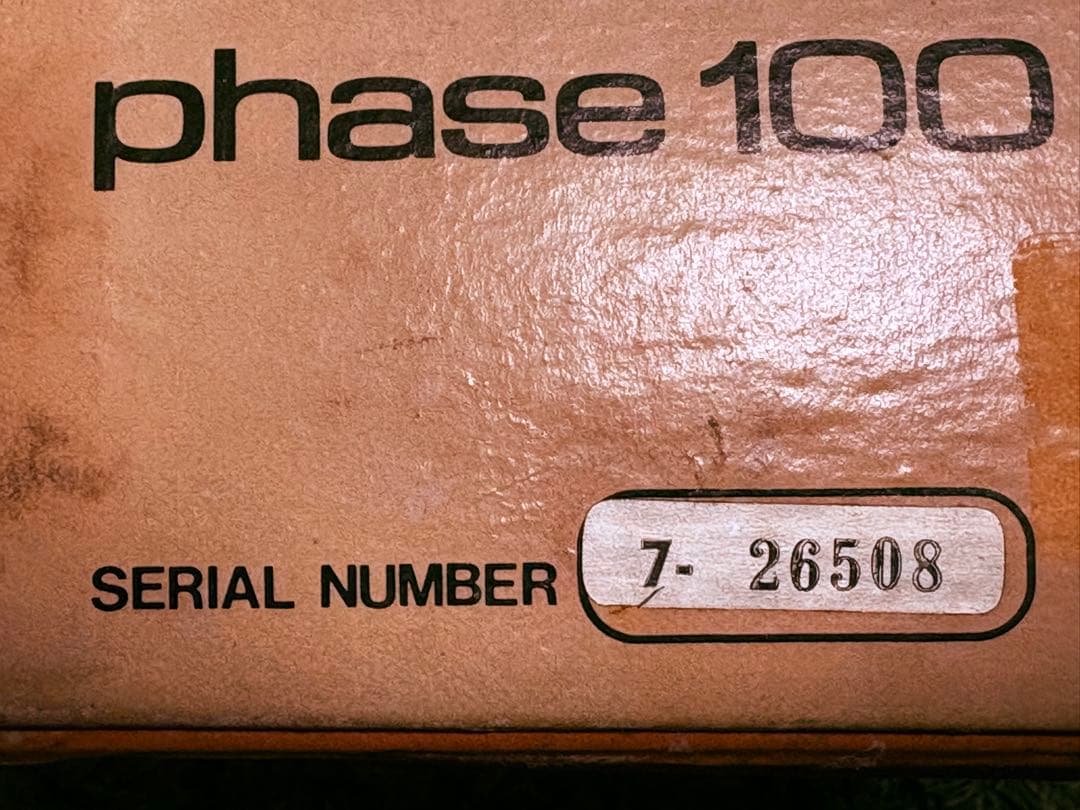 phase 100
SERIAL NUMBER 7- 26508